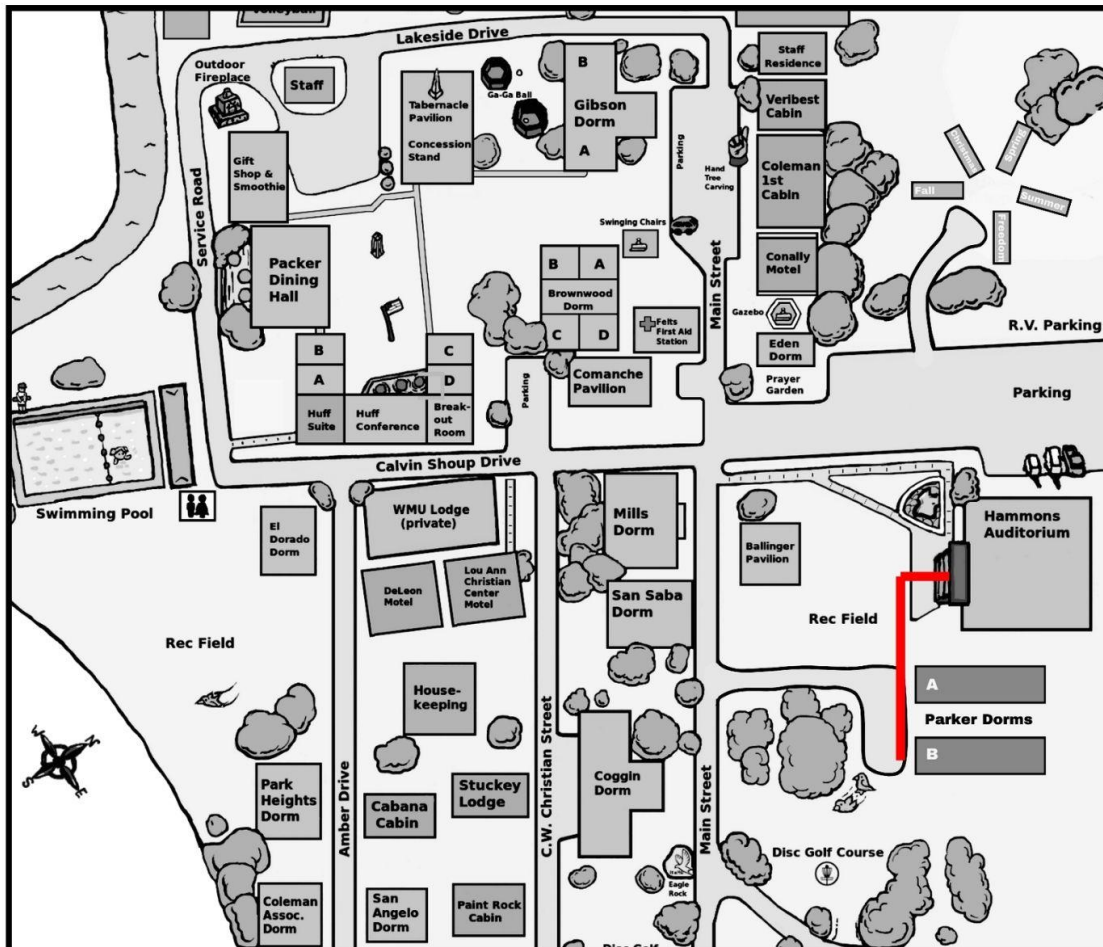 Lakeside Drive
Outdoor
Fireplace
Staff
Tabernacle
Pavilion
Concession
Stand
Ga-Ga Ball
B
Gibson
Dorm
A
Parking
Staff
Residence
Veribest
Cabin
Hand
Tree
Carving
Coleman
1st
Cabin
Christmas
Spring
Fall
Summer
Freedom
Gift
Shop &
Smoothie
Service Road
Packer
Dining
Hall
Swinging Chairs
B A
Brownwood
Dorm
C D
Felts
First Aid
Station
Main Street
Conally
Motel
Gazebo
Eden
Dorm
Prayer
Garden
R.V. Parking
Parking
B
A
C
D
Huff
Suite
Huff
Conference
Break-
out
Room
Parking
Comanche
Pavilion
Calvin Shoup Drive
Swimming Pool
El
Dorado
Dorm
WMU Lodge
(private)
Mills
Dorm
Ballinger
Pavilion
Hammons
Auditorium
DeLeon
Motel
Lou Ann
Christian
Center
Motel
San Saba
Dorm
Rec Field
Rec Field
A
Parker Dorms
B
House-
keeping
C.W. Christian Street
Amber Drive
Main Street
Park
Heights
Dorm
Cabana
Cabin
Stuckey
Lodge
Coggin
Dorm
Eagle
Rock
Disc Golf Course
Coleman
Assoc.
Dorm
San
Angelo
Dorm
Paint Rock
Cabin
Disc Golf